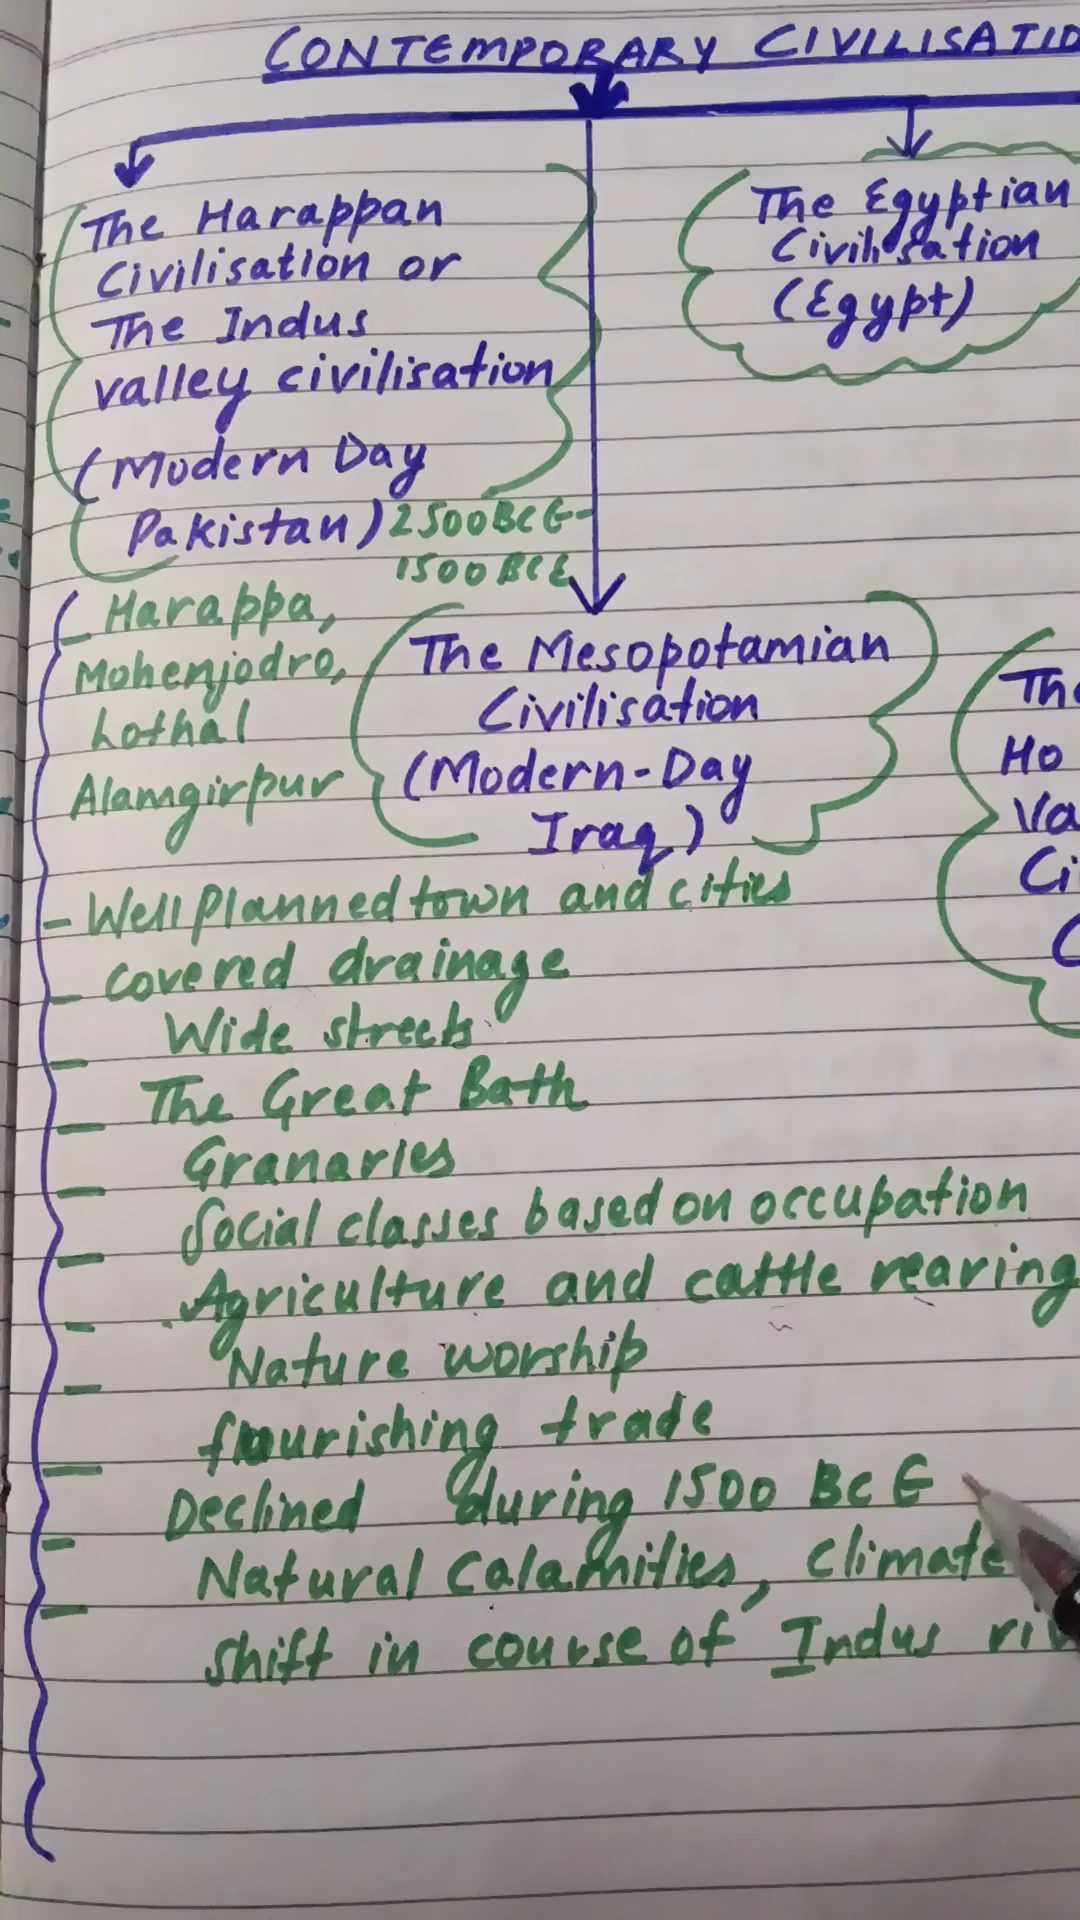 CONTEMPORARY CIVILISATIO
The Harappan
Civilisation or
The Indus
valley civilisation
(Modern Day
Pakistan) 2500BCE-
1500 BCE
The Egyptian
Civilisation
(Egypt)
Harappa,
Mohenjodro,
Lothal
Alamgirpur
The Mesopotamian
Civilisation
(Modern-Day
Iraq)
The
Ho
Va
Ci
(
- Well Planned town and cities
- covered drainage
- Wide streets
- The Great Bath
- Granaries
- Social classes based on occupation
- Agriculture and cattle rearing
- Nature worship
- flourishing trade
- Declined during 1500 BCE
- Natural Calamities, Climate
shift in course of Indus riv